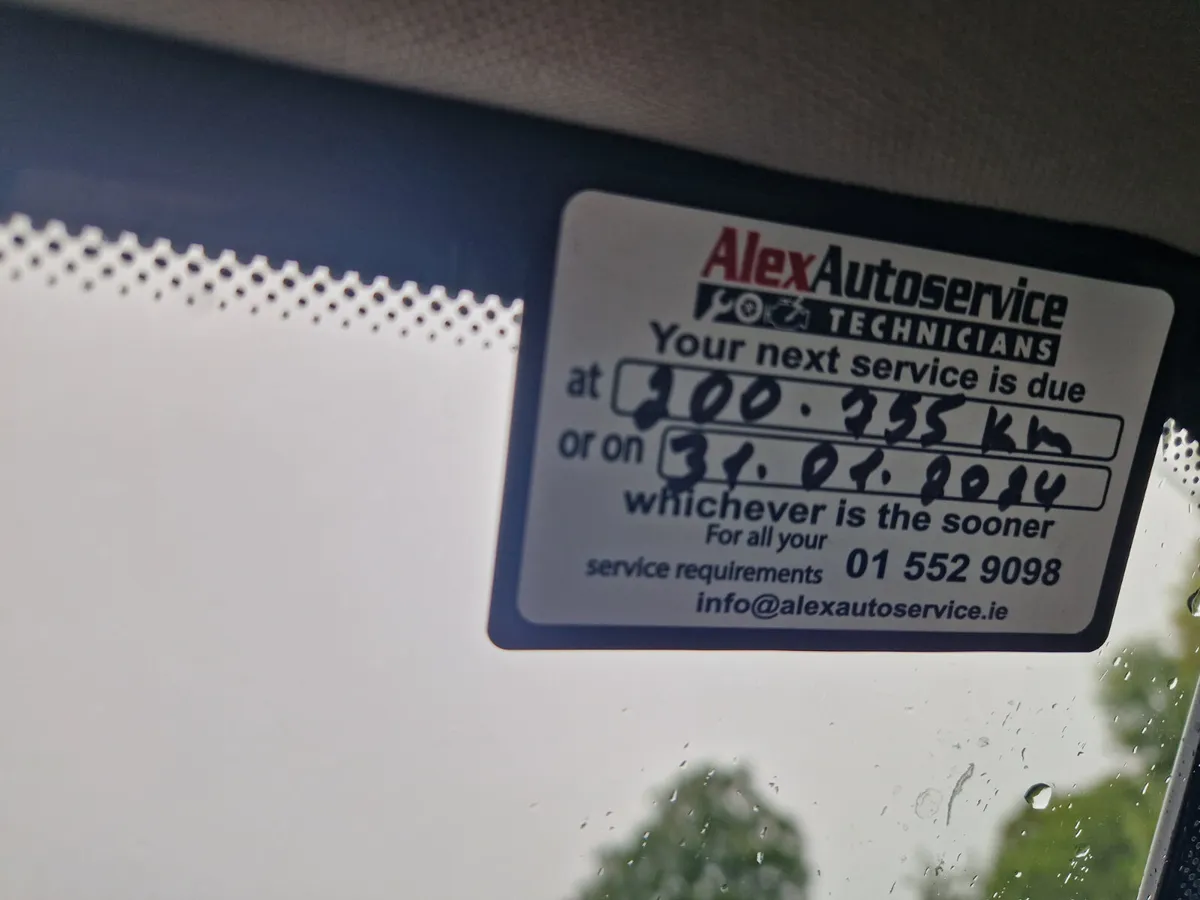 AlexAutoservice
TECHNICIANS
Your next service is due
at 200.755 km
or on 31.01.2024
whichever is the sooner
For all your
service requirements 01 552 9098
info@alexautoservice.ie